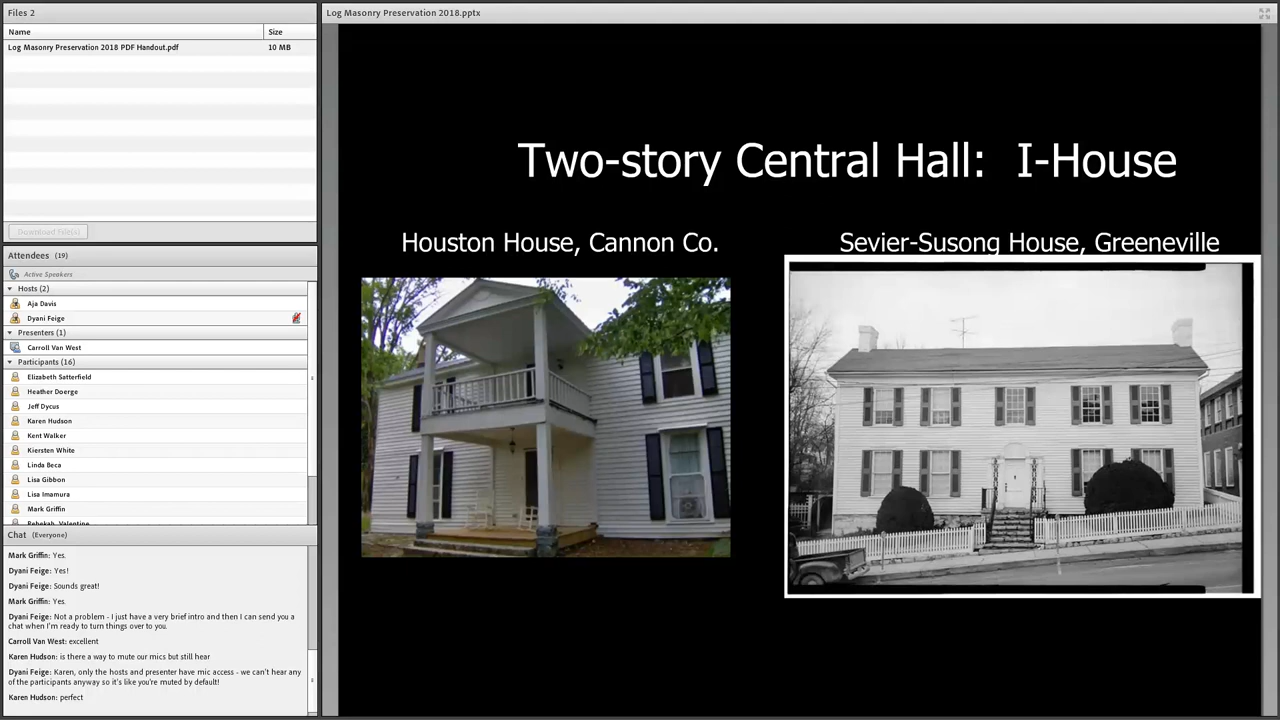 Files 2
Name Size
Log Masonry Preservation 2018 PDF Handout.pdf 10 MB
Download File(s)
Attendees (19)
Active Speakers
Hosts (2)
Aja Davis
Dyani Feige
Presenters (1)
Carroll Van West
Participants (16)
Elizabeth Satterfield
Heather Doerge
Jeff Dycus
Karen Hudson
Kent Walker
Kiersten White
Linda Beca
Lisa Gibbon
Lisa Imamura
Mark Griffin
Rebekah_Valentine
Chat (Everyone)
Mark Griffin: Yes.
Dyani Feige: Yes!
Dyani Feige: Sounds great!
Mark Griffin: Yes.
Dyani Feige: Not a problem - I just have a very brief intro and then I can send you a
chat when I'm ready to turn things over to you.
Carroll Van West: excellent
Karen Hudson: is there a way to mute our mics but still hear
Dyani Feige: Karen, only the hosts and presenter have mic access - we can't hear any
of the participants anyway so it's like you're muted by default!
Karen Hudson: perfect
Log Masonry Preservation 2018.pptx
Two-story Central Hall: I-House
Houston House, Cannon Co.
Sevier-Susong House, Greeneville